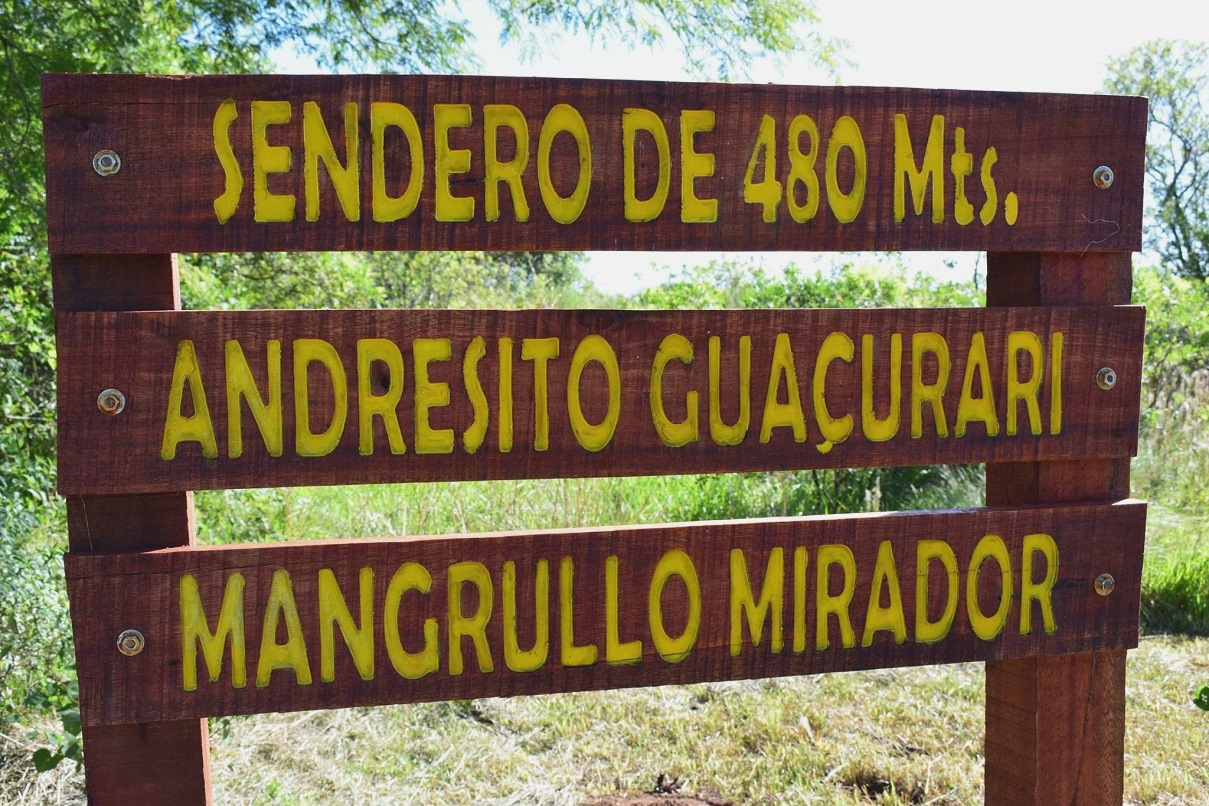 SENDERO DE 480 Mts.
ANDRESITO GUAÇURARI
MANGRULLO MIRADOR